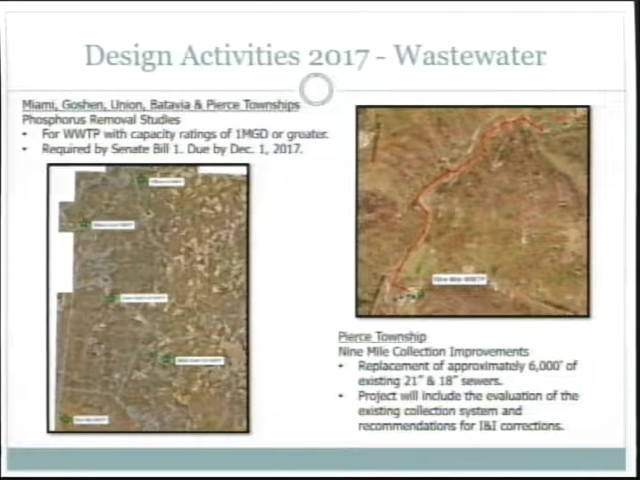 Design Activities 2017 - Wastewater
Miami, Goshen, Union, Batavia & Pierce Townships
Phosphorus Removal Studies
• For WWTP with capacity ratings of 1MGD or greater.
• Required by Senate Bill 1. Due by Dec. 1, 2017.
Nine Mile WWTP
Pierce Township
Nine Mile Collection Improvements
• Replacement of approximately 6,000' of
existing 21" & 18" sewers.
• Project will include the evaluation of the
existing collection system and
recommendations for I&I corrections.